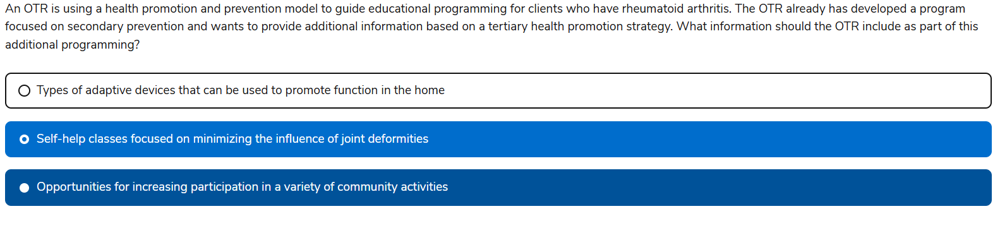 An OTR is using a health promotion and prevention model to guide educational programming for clients who have rheumatoid arthritis. The OTR already has developed a program
focused on secondary prevention and wants to provide additional information based on a tertiary health promotion strategy. What information should the OTR include as part of this
additional programming?
Types of adaptive devices that can be used to promote function in the home
Self-help classes focused on minimizing the influence of joint deformities
Opportunities for increasing participation in a variety of community activities